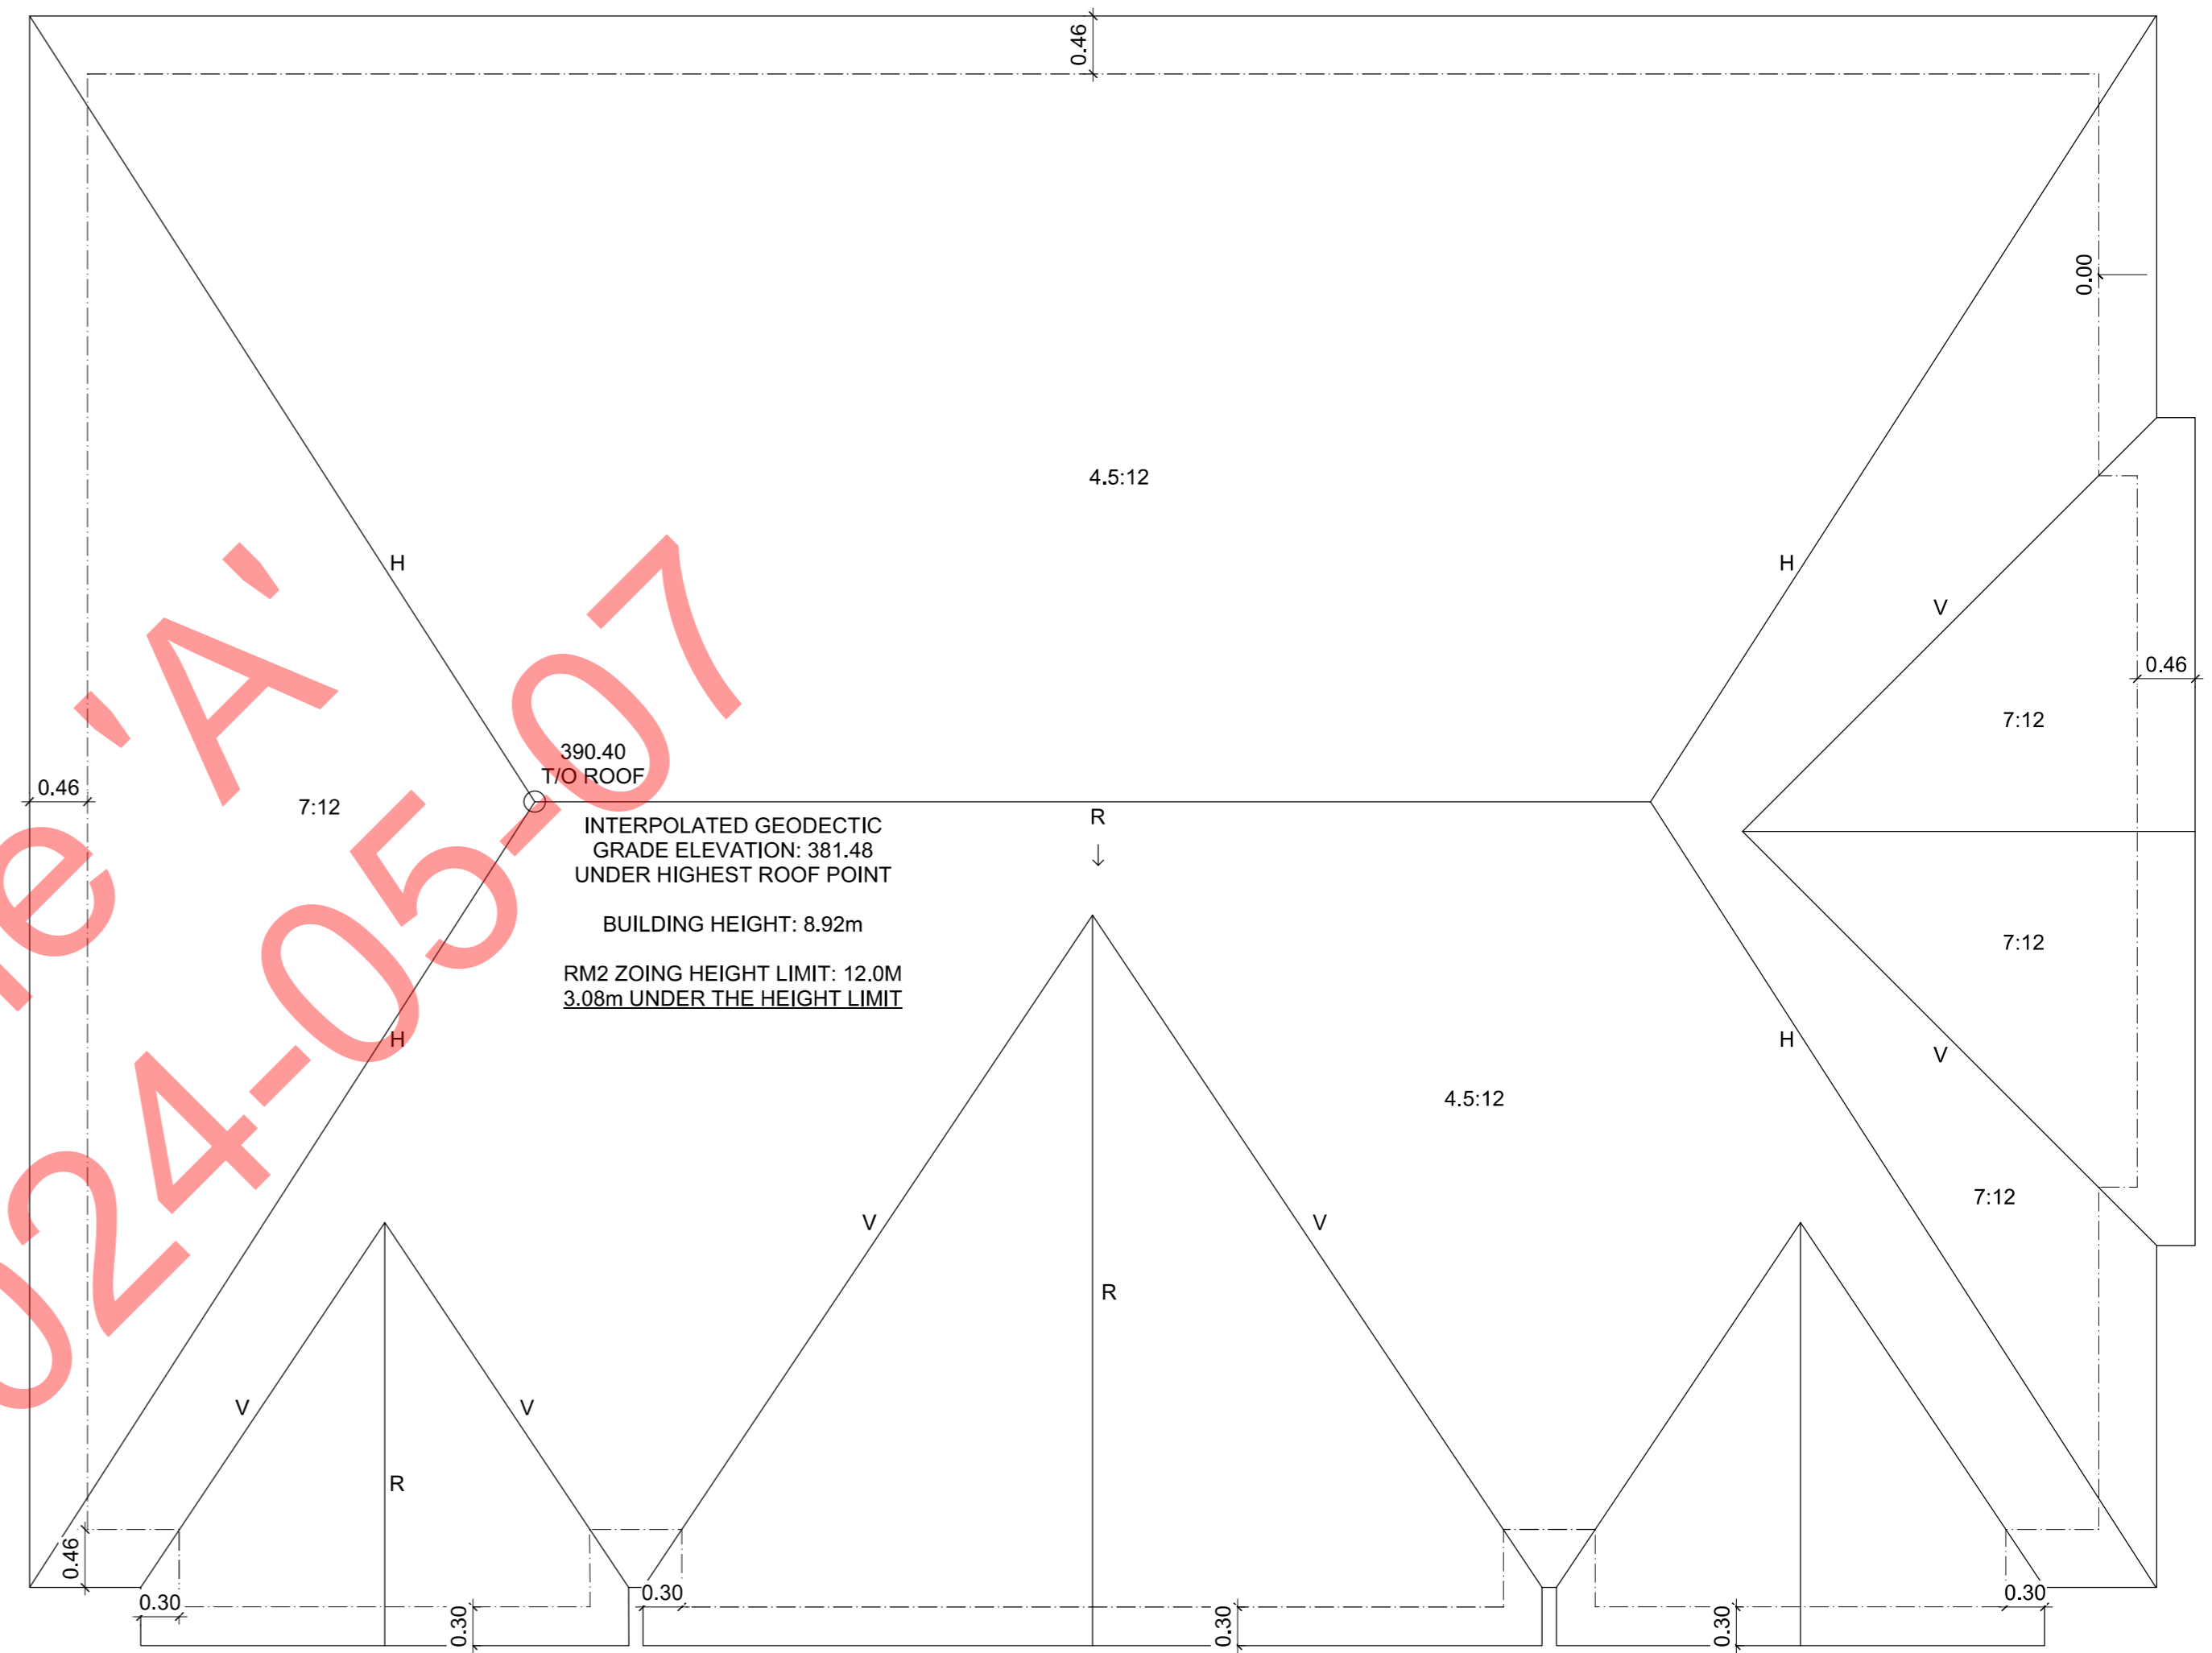 0.46
0.00
4.5:12
H
H
V
0.46
7:12
390.40
T/O ROOF
0.46
7:12
R
INTERPOLATED GEODECTIC
GRADE ELEVATION: 381.48
UNDER HIGHEST ROOF POINT
BUILDING HEIGHT: 8.92m
RM2 ZOING HEIGHT LIMIT: 12.0M
3.08m UNDER THE HEIGHT LIMIT
7:12
H
H
V
4.5:12
7:12
V
V
R
V
V
R
0.46
0.30
0.30
0.30
0.30
0.30
0.30
'A'
024-05-07